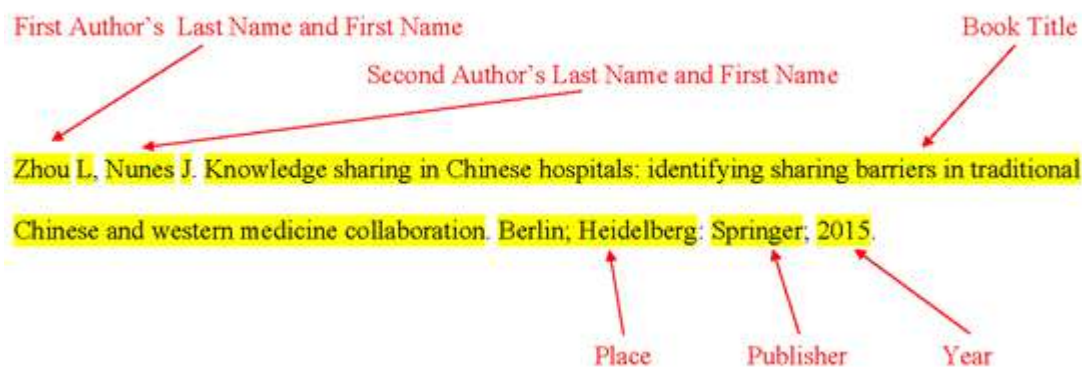 First Author's Last Name and First Name
Book Title
Second Author's Last Name and First Name
Zhou L, Nunes J. Knowledge sharing in Chinese hospitals: identifying sharing barriers in traditional
Chinese and western medicine collaboration. Berlin; Heidelberg: Springer; 2015.
Place
Publisher
Year